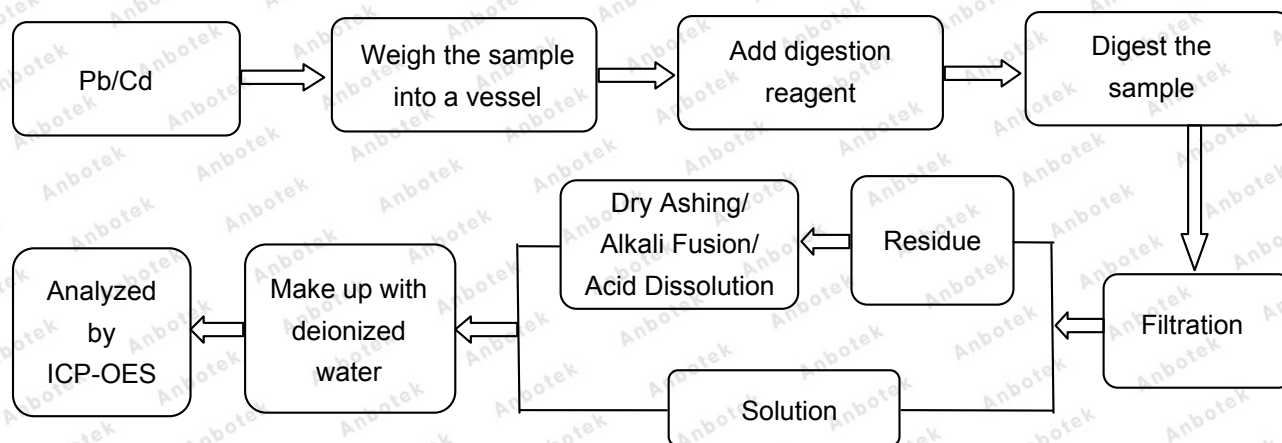 Pb/Cd
Weigh the sample
into a vessel
Add digestion
reagent
Digest the
sample
Filtration
Residue
Dry Ashing/
Alkali Fusion/
Acid Dissolution
Solution
Make up with
deionized
water
Analyzed
by
ICP-OES
Anbotek